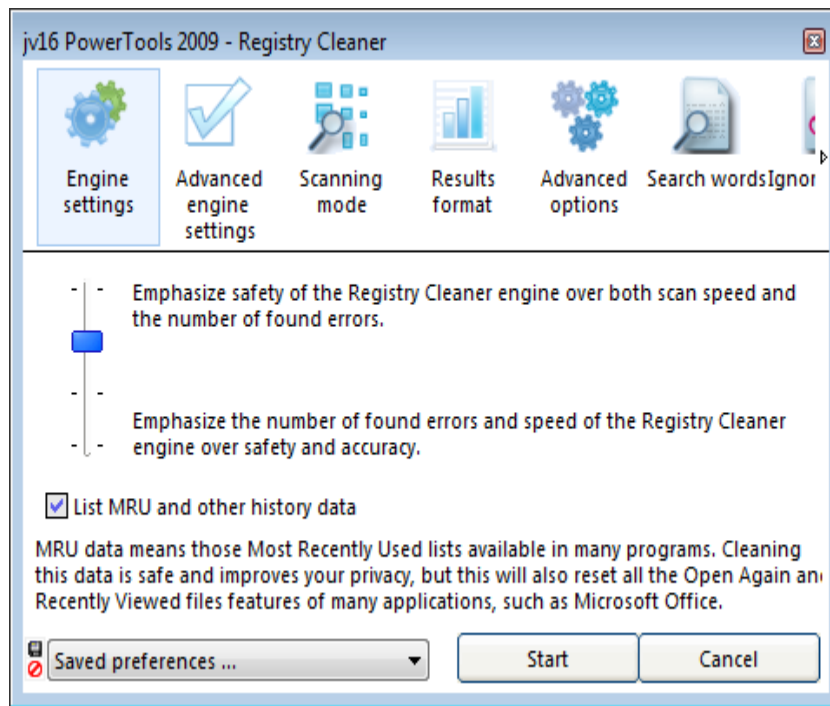 jv16 PowerTools 2009 - Registry Cleaner
Engine settings
Advanced engine settings
Scanning mode
Results format
Advanced options
Search words
Ignor
Emphasize safety of the Registry Cleaner engine over both scan speed and
the number of found errors.
Emphasize the number of found errors and speed of the Registry Cleaner
engine over safety and accuracy.
List MRU and other history data
MRU data means those Most Recently Used lists available in many programs. Cleaning
this data is safe and improves your privacy, but this will also reset all the Open Again an
Recently Viewed files features of many applications, such as Microsoft Office.
Saved preferences ...
Start
Cancel